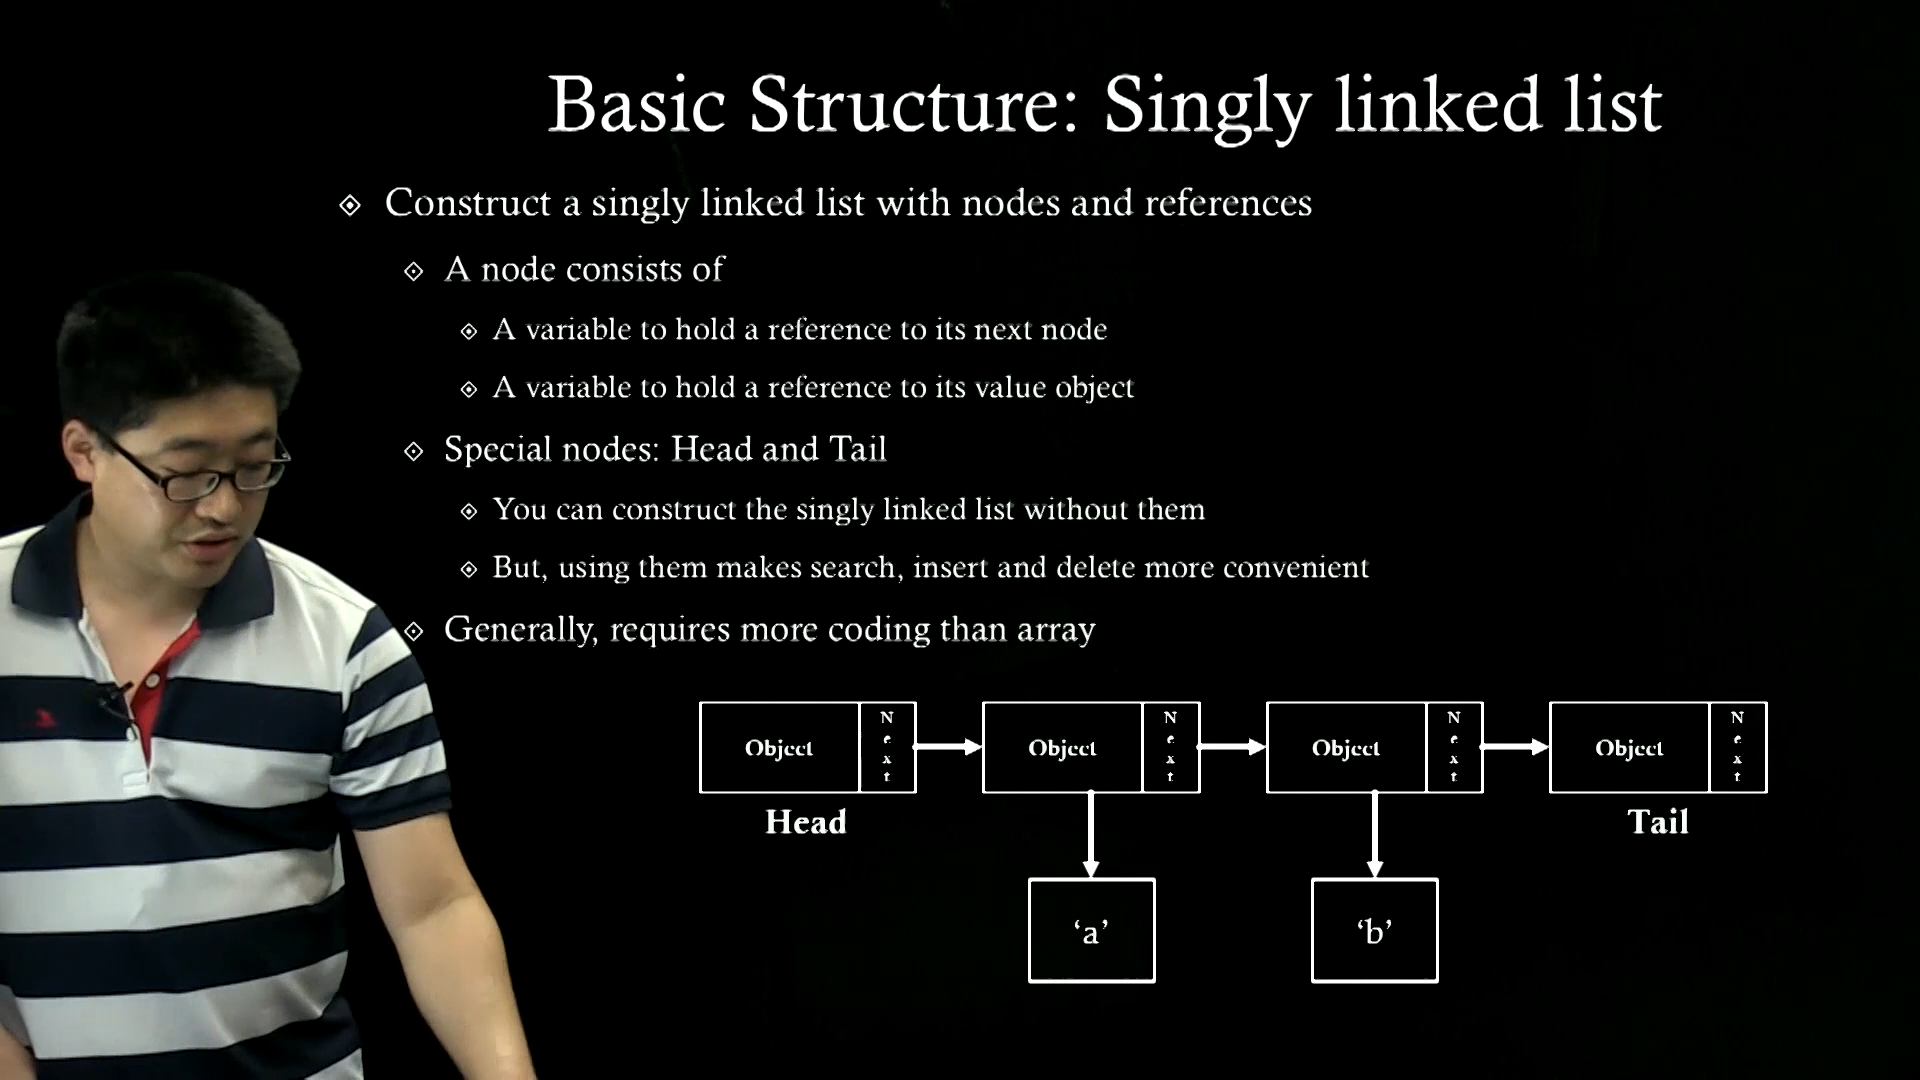 Basic Structure: Singly linked list
Construct a singly linked list with nodes and references
A node consists of
A variable to hold a reference to its next node
A variable to hold a reference to its value object
Special nodes: Head and Tail
You can construct the singly linked list without them
But, using them makes search, insert and delete more convenient
Generally, requires more coding than array
Object Next Object Next Object Next Object Next
Head Tail
‘a’ ‘b’